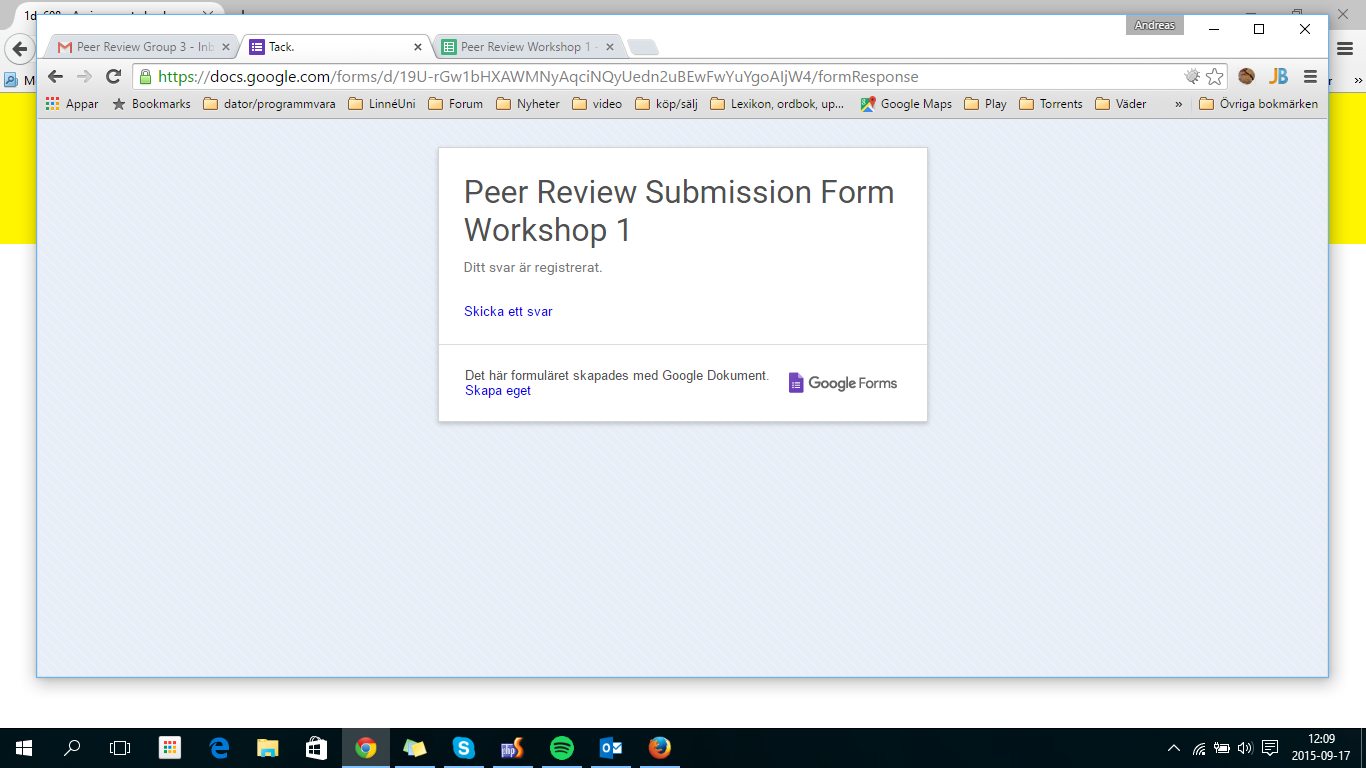 Andreas
Peer Review Group 3 - Inb
Tack.
Peer Review Workshop 1 -
https://docs.google.com/forms/d/19U-rGw1bHXAWMNyAqciNQyUedn2uBEwFwYuYgoAIjW4/formResponse
JB
Appar
Bookmarks
dator/programvara
LinnéUni
Forum
Nyheter
video
köp/sälj
Lexikon, ordbok, up...
Google Maps
Play
Torrents
Väder
»
Övriga bokmärken
Peer Review Submission Form
Workshop 1
Ditt svar är registrerat.
Skicka ett svar
Det här formuläret skapades med Google Dokument.
Skapa eget
Google Forms
12:09
2015-09-17